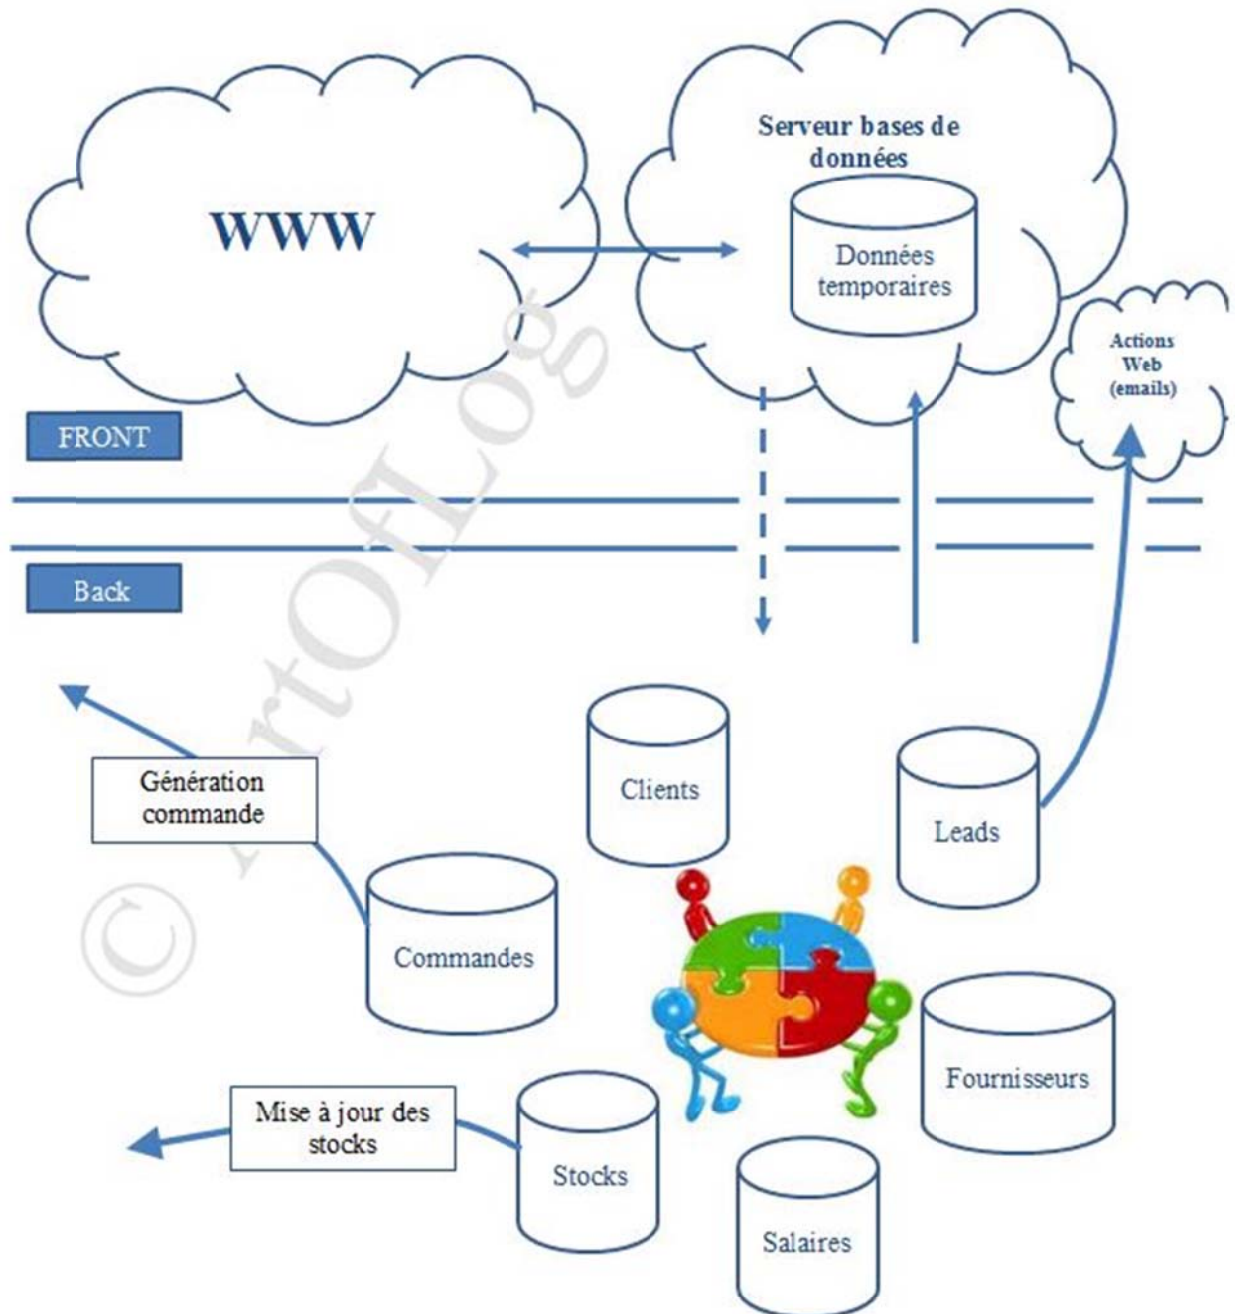 WWW
Serveur bases de
données
Données
temporaires
Actions
Web
(emails)
FRONT
Back
Génération
commande
Clients
Leads
Commandes
Fournisseurs
Mise à jour des
stocks
Stocks
Salaires
© ArtOfLog